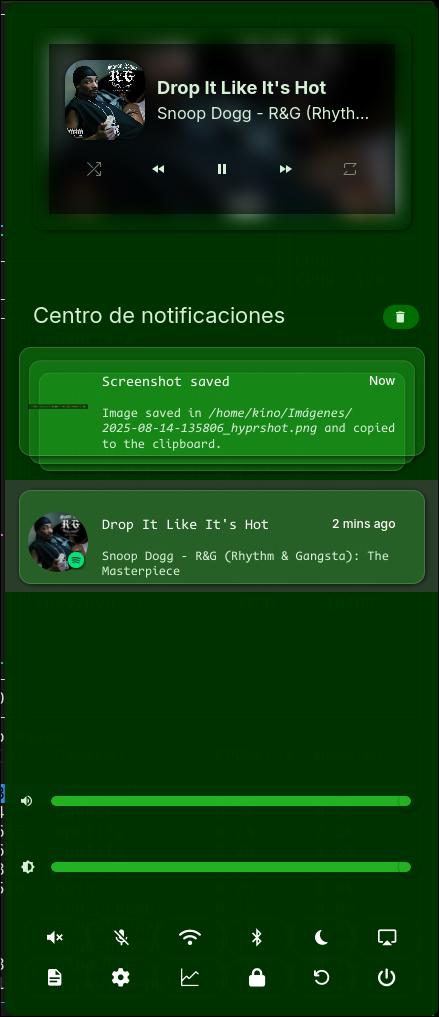 Drop It Like It's Hot
Snoop Dogg - R&G (Rhyth...
Centro de notificaciones
Screenshot saved
Now
Image saved in /home/kino/Imágenes/
2025-08-14-135806_hyprshot.png and copied
to the clipboard.
Drop It Like It's Hot
2 mins ago
Snoop Dogg - R&G (Rhythm & Gangsta): The
Masterpiece